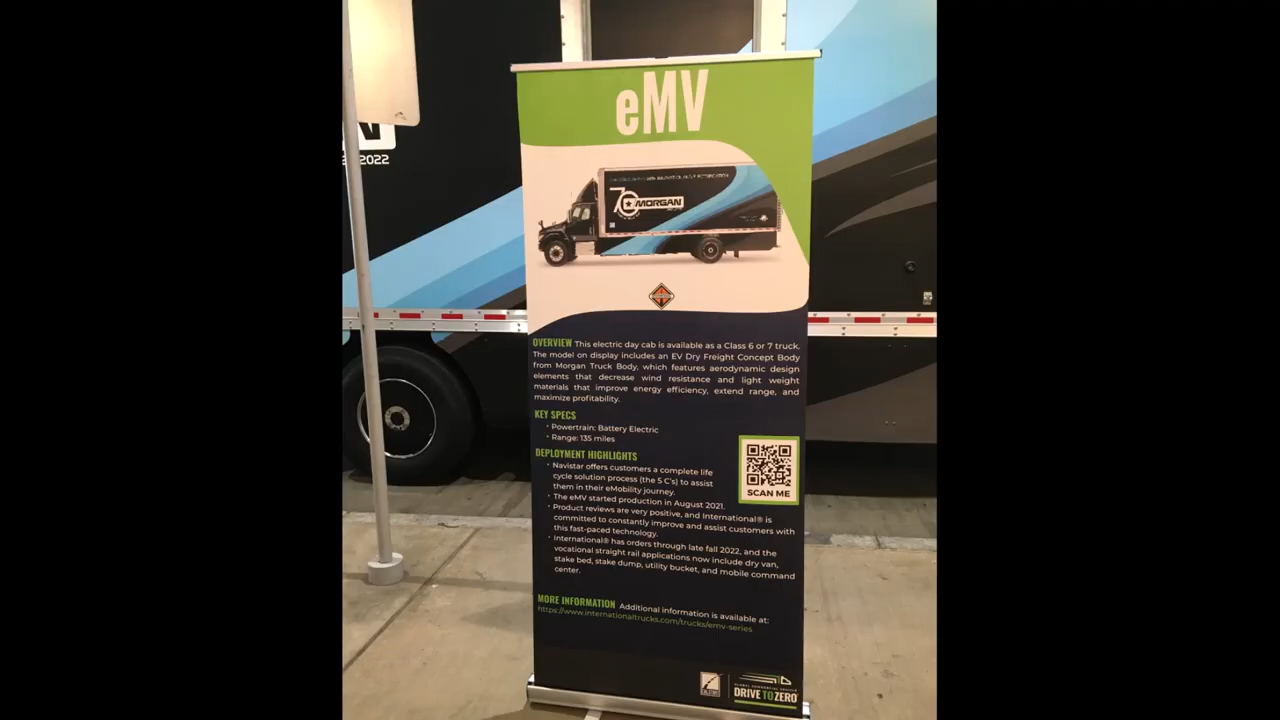 eMV
70 MORGAN
2022
OVERVIEW This electric day cab is available as a Class 6 or 7 truck.
The model on display includes an EV Dry Freight Concept Body
from Morgan Truck Body, which features aerodynamic design
elements that decrease wind resistance and light weight
materials that improve energy efficiency, extend range, and
maximize profitability.
KEY SPECS
• Powertrain: Battery Electric
• Range: 135 miles
DEPLOYMENT HIGHLIGHTS
• Navistar offers customers a complete life
cycle solution process (the 5 C's) to assist
them in their eMobility journey.
• The eMV started production in August 2021.
• Product reviews are very positive, and International® is
committed to constantly improve and assist customers with
this fast-paced technology.
• International® has orders through late fall 2022, and the
vocational straight rail applications now include dry van,
stake bed, stake dump, utility bucket, and mobile command
center.
SCAN ME
MORE INFORMATION Additional information is available at:
https://www.internationaltrucks.com/trucks/emv-series
CALSTART
GLOBAL COMMERCIAL VEHICLE
DRIVE TO ZERO